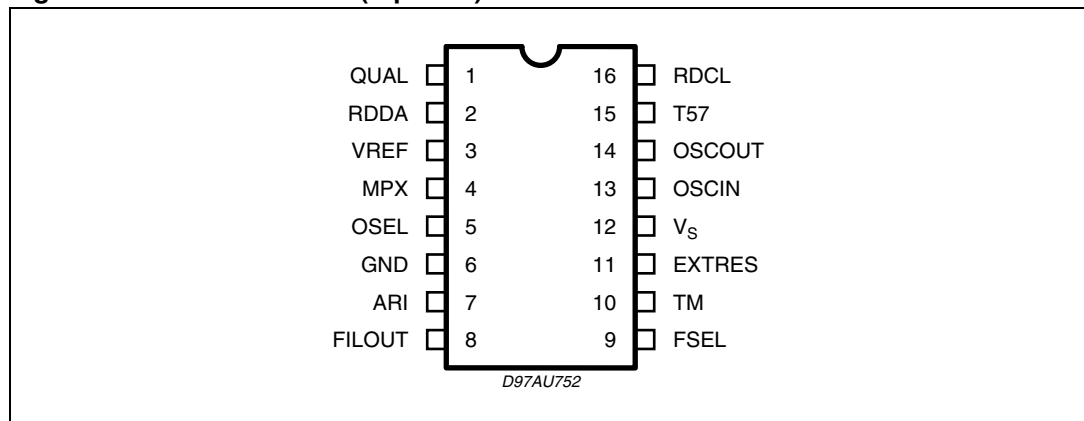 QUAL 1 16 RDCL
RDDA 2 15 T57
VREF 3 14 OSCOUT
MPX 4 13 OSCIN
OSEL 5 12 VS
GND 6 11 EXTRES
ARI 7 10 TM
FILOUT 8 9 FSEL
D97AU752